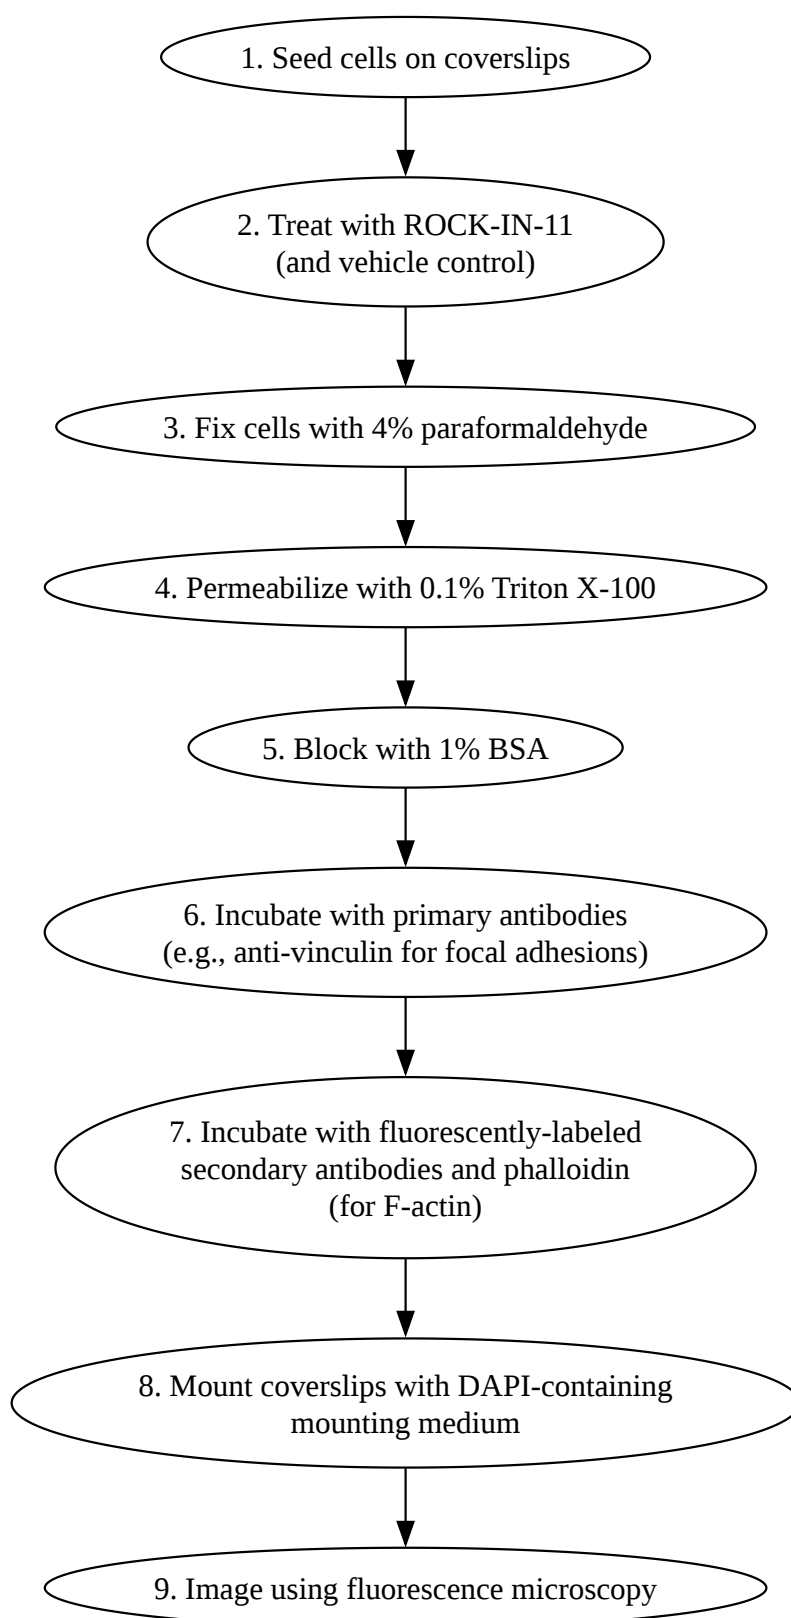 1. Seed cells on coverslips
2. Treat with ROCK-IN-11
(and vehicle control)
3. Fix cells with 4% paraformaldehyde
4. Permeabilize with 0.1% Triton X-100
5. Block with 1% BSA
6. Incubate with primary antibodies
(e.g., anti-vinculin for focal adhesions)
7. Incubate with fluorescently-labeled
secondary antibodies and phalloidin
(for F-actin)
8. Mount coverslips with DAPI-containing
mounting medium
9. Image using fluorescence microscopy